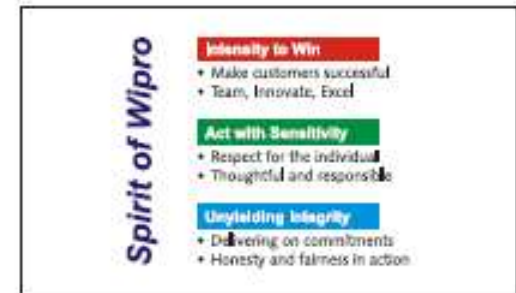 Spirit of Wipro
Intensity to Win
• Make customers successful
• Team, Innovate, Excel
Act with Sensitivity
• Respect for the individual
• Thoughtful and responsible
Unyielding Integrity
• Delivering on commitments
• Honesty and fairness in action